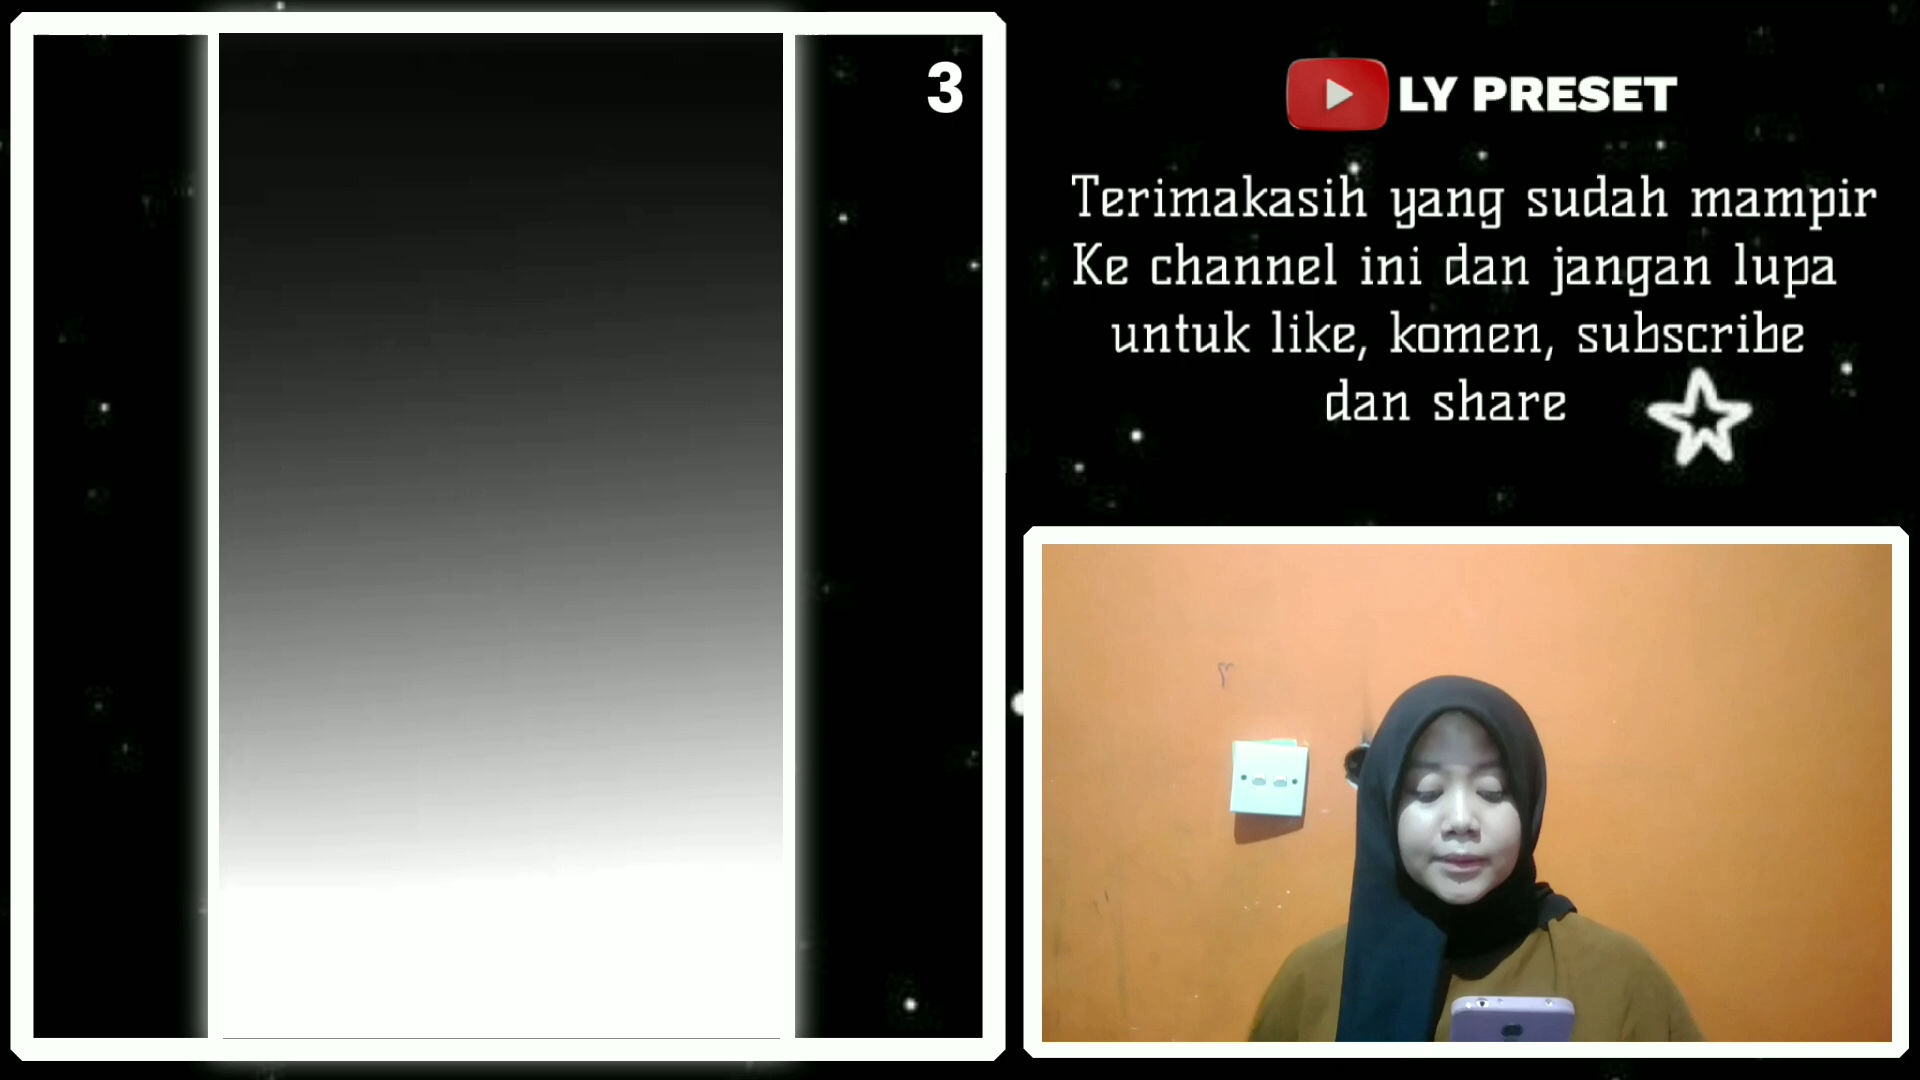 3
LY PRESET
Terimakasih yang sudah mampir
Ke channel ini dan jangan lupa
untuk like, komen, subscribe
dan share